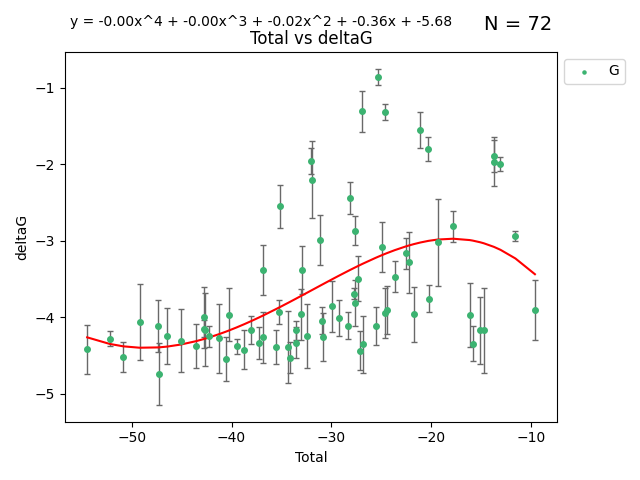 y = -0.00x^4 + -0.00x^3 + -0.02x^2 + -0.36x + -5.68
N = 72
Total vs deltaG
G
deltaG
−1
−2
−3
−4
−5
−50 −40 −30 −20 −10
Total